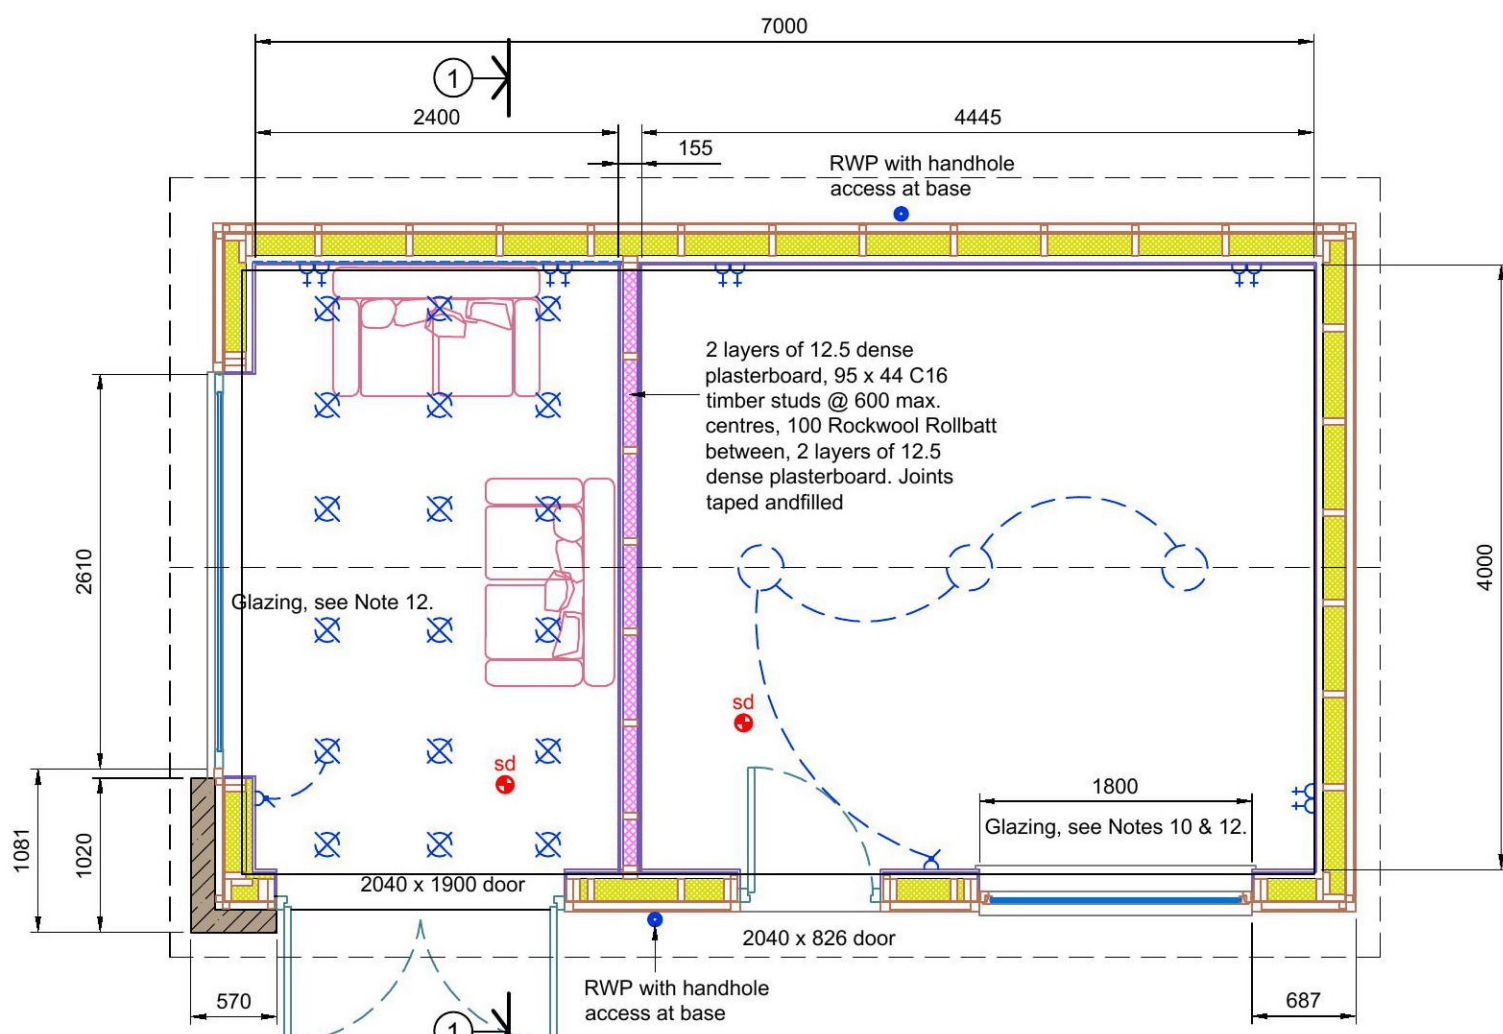 7000
1
2400
4445
155
RWP with handhole
access at base
2 layers of 12.5 dense
plasterboard, 95 x 44 C16
timber studs @ 600 max.
centres, 100 Rockwool Rollbatt
between, 2 layers of 12.5
dense plasterboard. Joints
taped andfilled
2610
4000
Glazing, see Note 12.
sd
sd
1800
Glazing, see Notes 10 & 12.
1081
1020
2040 x 1900 door
2040 x 826 door
570
RWP with handhole
access at base
687
1